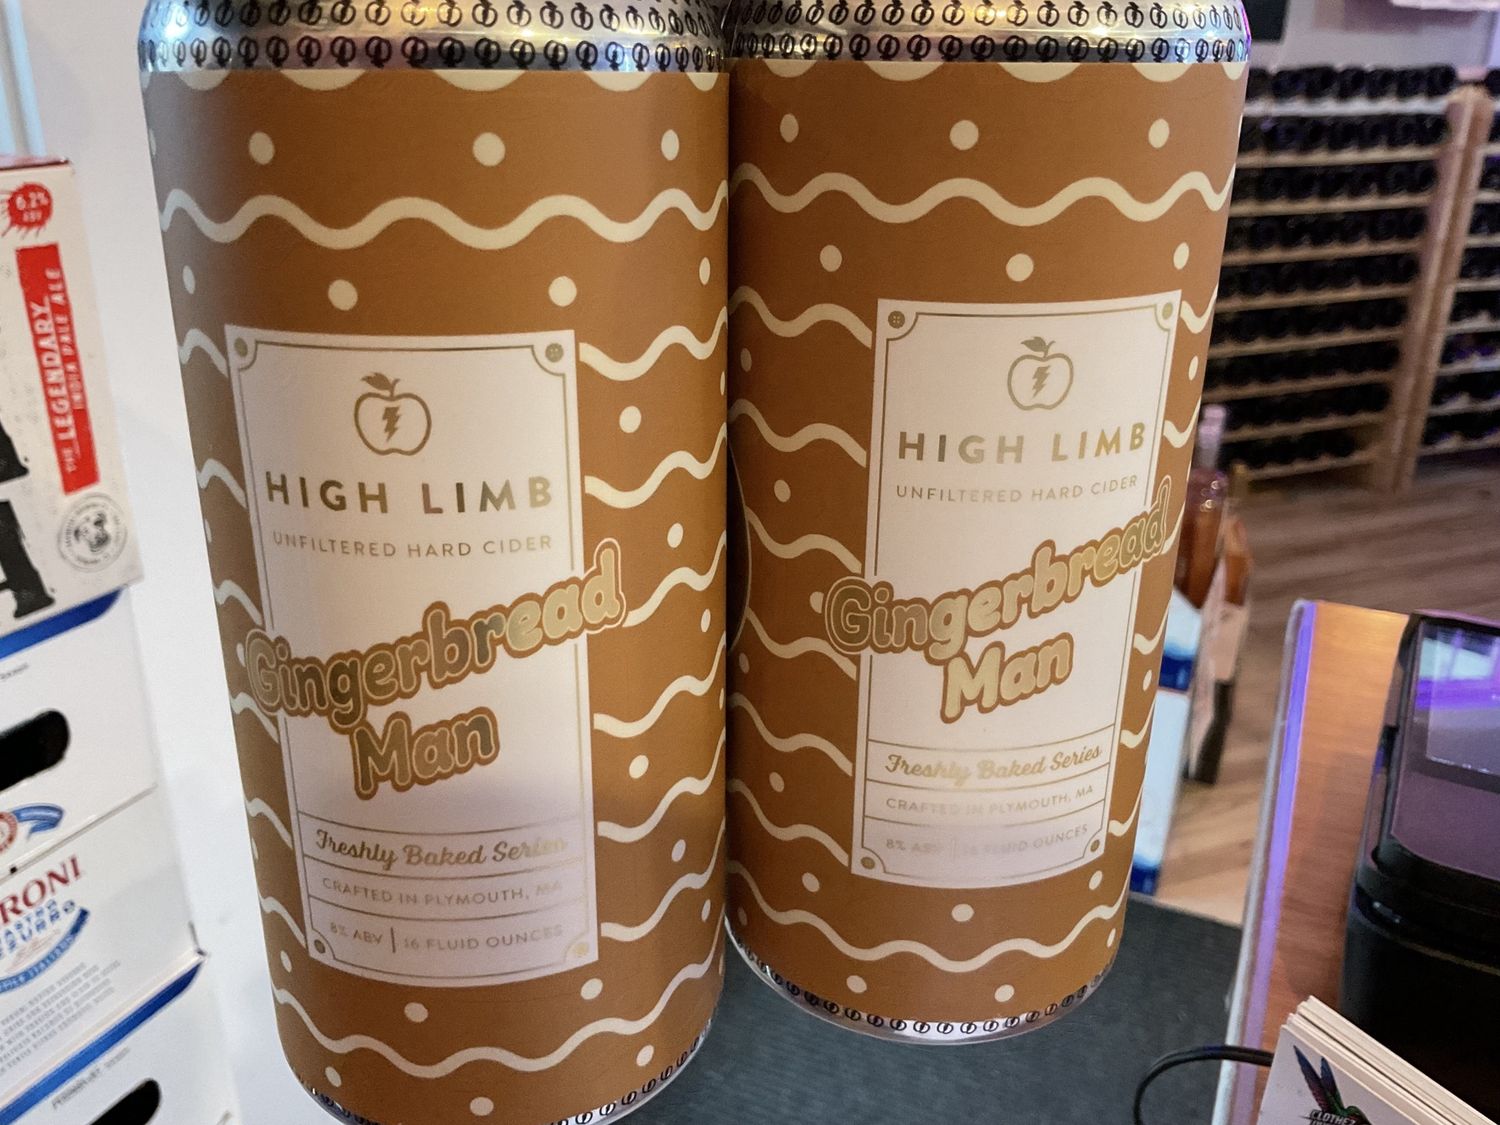 6.2%
ABV
THE LEGENDARY
INDIA PALE ALE
RONI
HIGH LIMB
UNFILTERED HARD CIDER
Gingerbread
Man
Freshly Baked Series
CRAFTED IN PLYMOUTH, MA
8% ABV | 16 FLUID OUNCES
HIGH LIMB
UNFILTERED HARD CIDER
Gingerbread
Man
Freshly Baked Series
CRAFTED IN PLYMOUTH, MA
8% ABV | 16 FLUID OUNCES